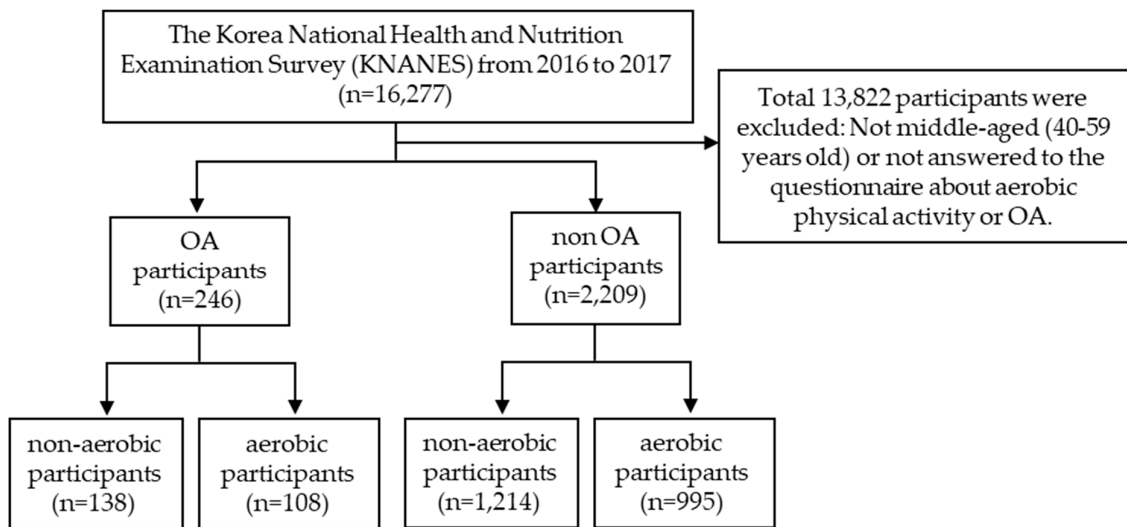 The Korea National Health and Nutrition
Examination Survey (KNANES) from 2016 to 2017
(n=16,277)
Total 13,822 participants were
excluded: Not middle-aged (40-59
years old) or not answered to the
questionnaire about aerobic
physical activity or OA.
OA
participants
(n=246)
non OA
participants
(n=2,209)
non-aerobic
participants
(n=138)
aerobic
participants
(n=108)
non-aerobic
participants
(n=1,214)
aerobic
participants
(n=995)